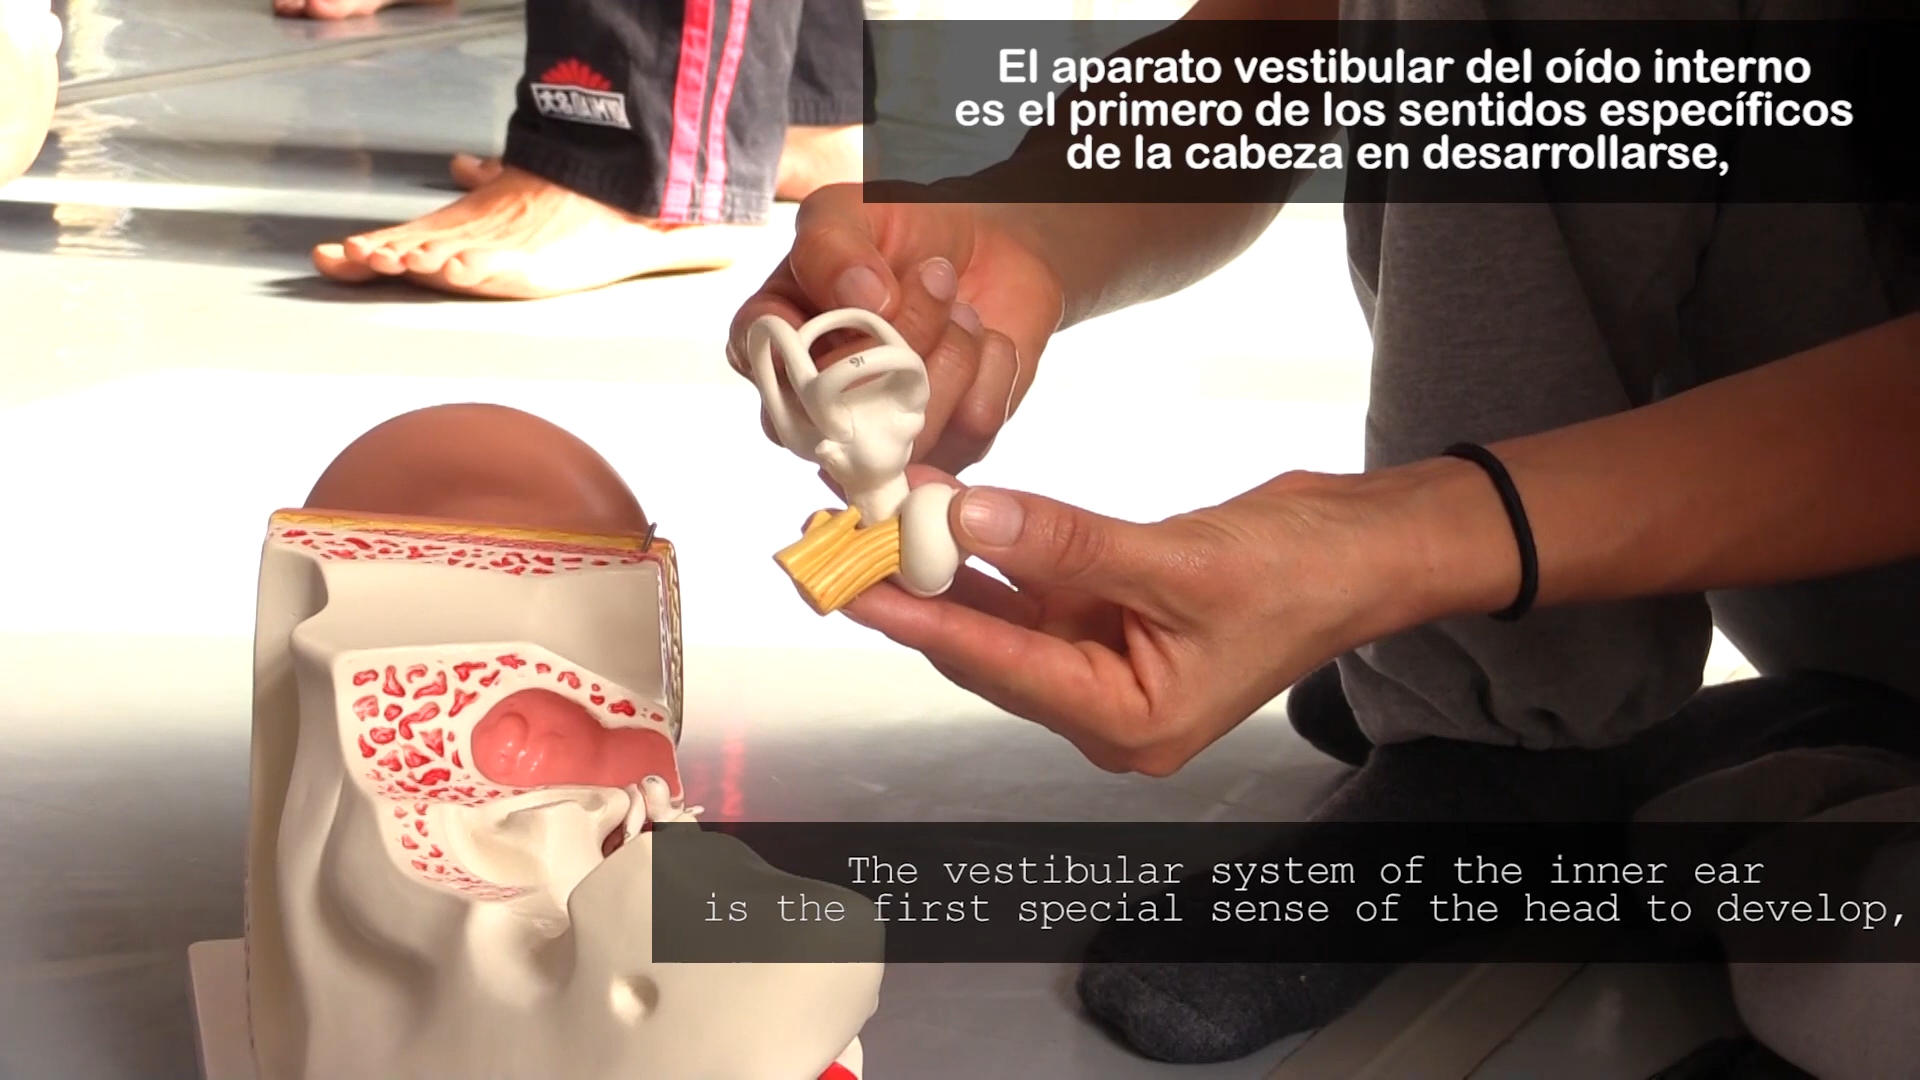 El aparato vestibular del oído interno
es el primero de los sentidos específicos
de la cabeza en desarrollarse,
16
The vestibular system of the inner ear
is the first special sense of the head to develop,